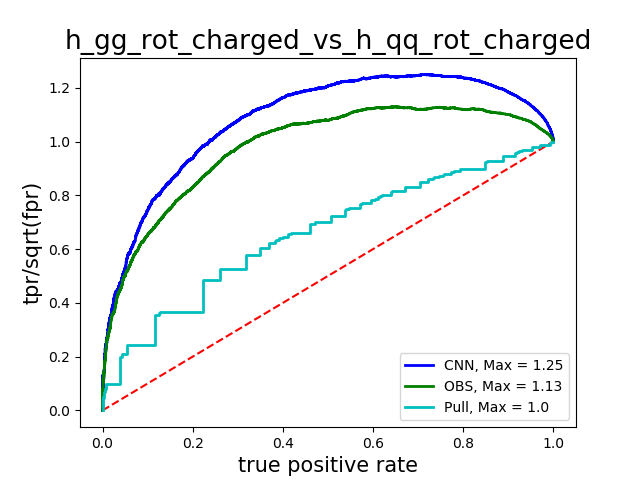 h_gg_rot_charged_vs_h_qq_rot_charged
tpr/sqrt(fpr)
1.2
1.0
0.8
0.6
0.4
0.2
0.0
CNN, Max = 1.25
OBS, Max = 1.13
Pull, Max = 1.0
0.0 0.2 0.4 0.6 0.8 1.0
true positive rate